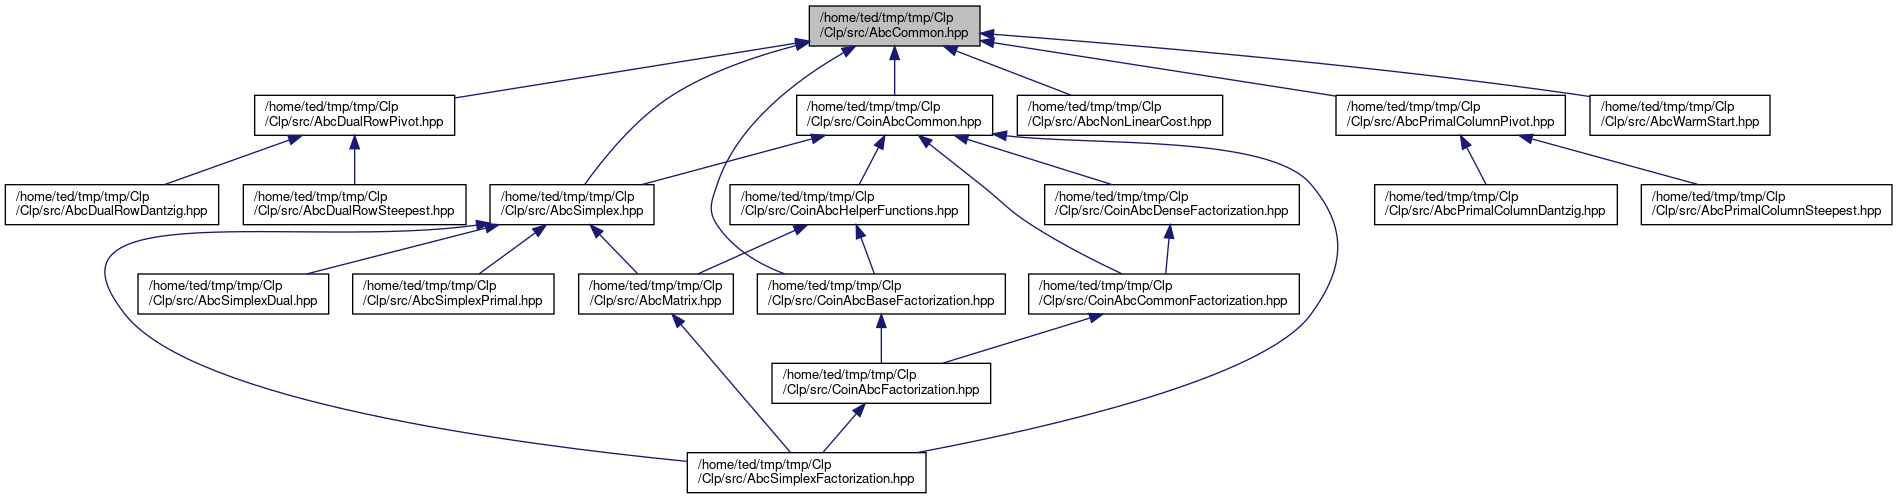 /home/ted/tmp/tmp/Clp
/Clp/src/AbcCommon.hpp
/home/ted/tmp/tmp/Clp
/Clp/src/AbcDualRowPivot.hpp
/home/ted/tmp/tmp/Clp
/Clp/src/CoinAbcCommon.hpp
/home/ted/tmp/tmp/Clp
/Clp/src/AbcNonLinearCost.hpp
/home/ted/tmp/tmp/Clp
/Clp/src/AbcPrimalColumnPivot.hpp
/home/ted/tmp/tmp/Clp
/Clp/src/AbcWarmStart.hpp
/home/ted/tmp/tmp/Clp
/Clp/src/AbcDualRowDantzig.hpp
/home/ted/tmp/tmp/Clp
/Clp/src/AbcDualRowSteepest.hpp
/home/ted/tmp/tmp/Clp
/Clp/src/AbcSimplex.hpp
/home/ted/tmp/tmp/Clp
/Clp/src/CoinAbcHelperFunctions.hpp
/home/ted/tmp/tmp/Clp
/Clp/src/CoinAbcDenseFactorization.hpp
/home/ted/tmp/tmp/Clp
/Clp/src/AbcPrimalColumnDantzig.hpp
/home/ted/tmp/tmp/Clp
/Clp/src/AbcPrimalColumnSteepest.hpp
/home/ted/tmp/tmp/Clp
/Clp/src/AbcSimplexDual.hpp
/home/ted/tmp/tmp/Clp
/Clp/src/AbcSimplexPrimal.hpp
/home/ted/tmp/tmp/Clp
/Clp/src/AbcMatrix.hpp
/home/ted/tmp/tmp/Clp
/Clp/src/CoinAbcBaseFactorization.hpp
/home/ted/tmp/tmp/Clp
/Clp/src/CoinAbcCommonFactorization.hpp
/home/ted/tmp/tmp/Clp
/Clp/src/CoinAbcFactorization.hpp
/home/ted/tmp/tmp/Clp
/Clp/src/AbcSimplexFactorization.hpp